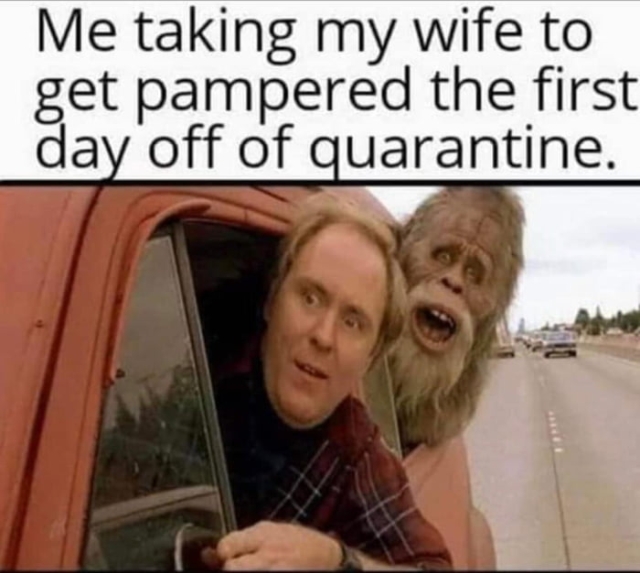 Me taking my wife to
get pampered the first
day off of quarantine.